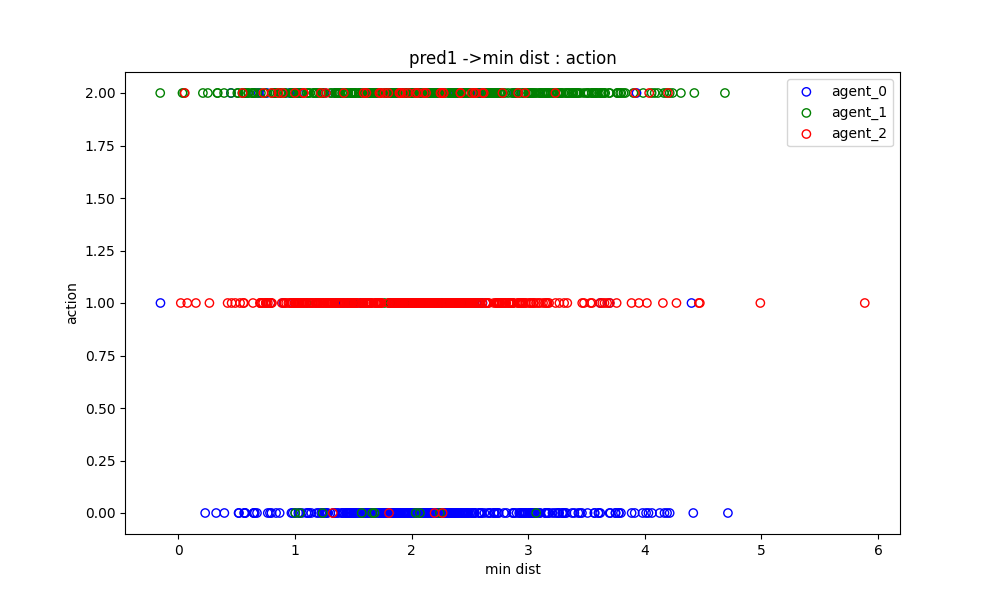 pred1 ->min dist : action
agent_0
agent_1
agent_2
action
2.00
1.75
1.50
1.25
1.00
0.75
0.50
0.25
0.00
0 1 2 3 4 5 6
min dist